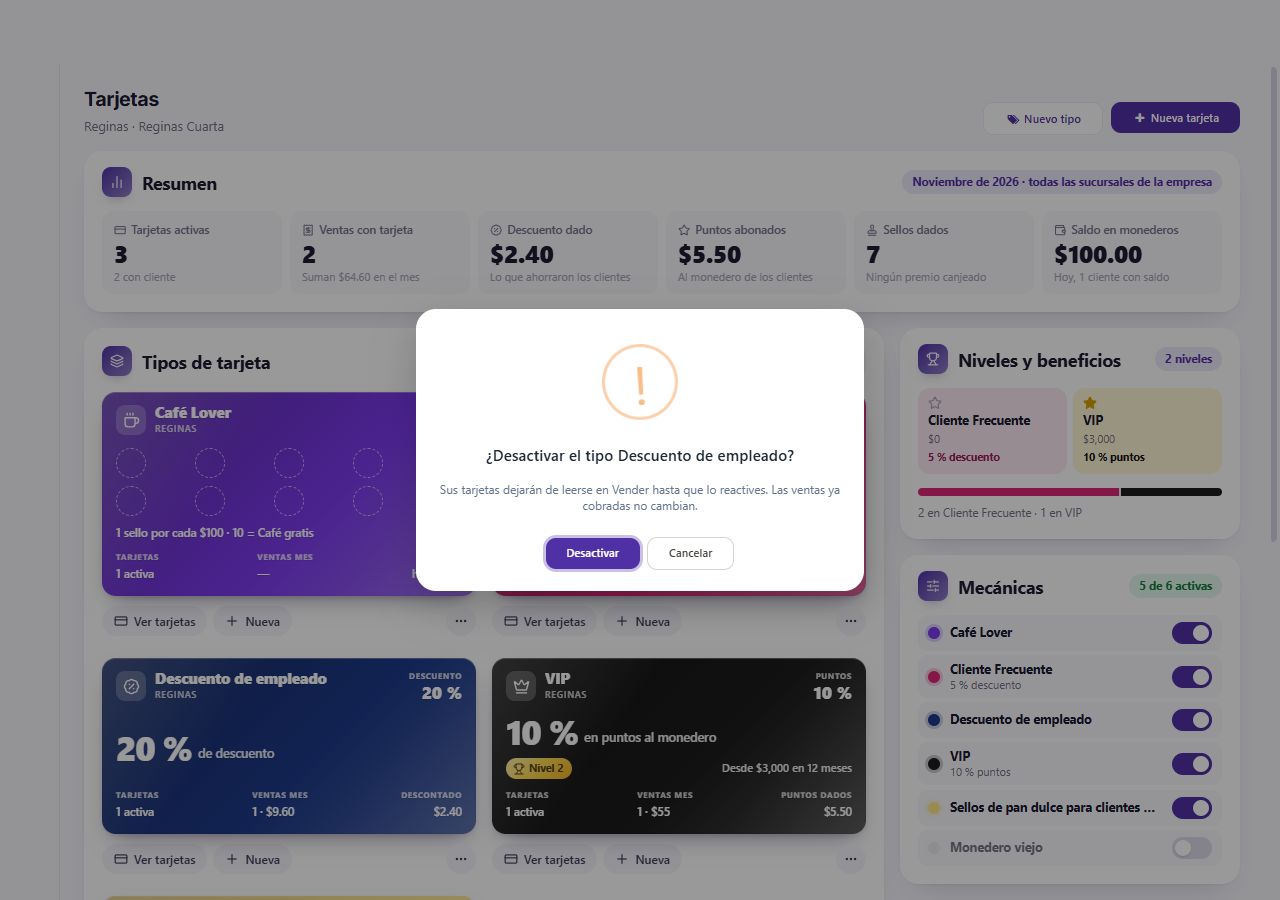 Tarjetas
Reginas · Reginas Cuarta
Nuevo tipo
Nueva tarjeta
Resumen
Noviembre de 2026 · todas las sucursales de la empresa
Tarjetas activas
3
2 con cliente
Ventas con tarjeta
2
Suman $64.60 en el mes
Descuento dado
$2.40
Lo que ahorraron los clientes
Puntos abonados
$5.50
Al monedero de los clientes
Sellos dados
7
Ningún premio canjeado
Saldo en monederos
$100.00
Hoy, 1 cliente con saldo
Tipos de tarjeta
Café Lover
REGINAS
1 sello por cada $100 · 10 = Café gratis
TARJETAS
1 activa
VENTAS MES
—
Ver tarjetas
Nueva
Ver tarjetas
Nueva
¿Desactivar el tipo Descuento de empleado?
Sus tarjetas dejarán de leerse en Vender hasta que lo reactives. Las ventas ya
cobradas no cambian.
Desactivar
Cancelar
Descuento de empleado
REGINAS
DESCUENTO
20 %
20 % de descuento
TARJETAS
1 activa
VENTAS MES
1 · $9.60
DESCONTADO
$2.40
Ver tarjetas
Nueva
VIP
REGINAS
PUNTOS
10 %
10 % en puntos al monedero
Nivel 2
Desde $3,000 en 12 meses
TARJETAS
1 activa
VENTAS MES
1 · $55
PUNTOS DADOS
$5.50
Ver tarjetas
Nueva
Niveles y beneficios
2 niveles
Cliente Frecuente
$0
5 % descuento
VIP
$3,000
10 % puntos
2 en Cliente Frecuente · 1 en VIP
Mecánicas
5 de 6 activas
Café Lover
Cliente Frecuente
5 % descuento
Descuento de empleado
VIP
10 % puntos
Sellos de pan dulce para clientes ...
Monedero viejo